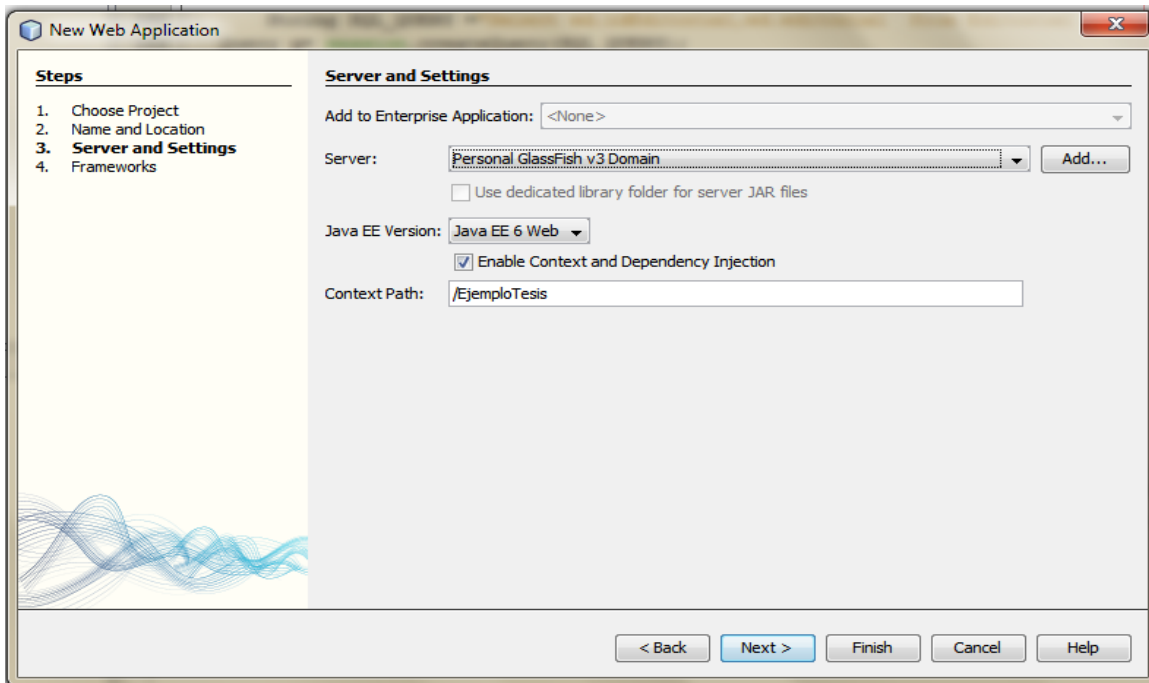 New Web Application
Steps
1. Choose Project
2. Name and Location
3. Server and Settings
4. Frameworks
Server and Settings
Add to Enterprise Application: <None>
Server: Personal GlassFish v3 Domain Add...
Use dedicated library folder for server JAR files
Java EE Version: Java EE 6 Web
Enable Context and Dependency Injection
Context Path: /EjemploTesis
< Back Next > Finish Cancel Help